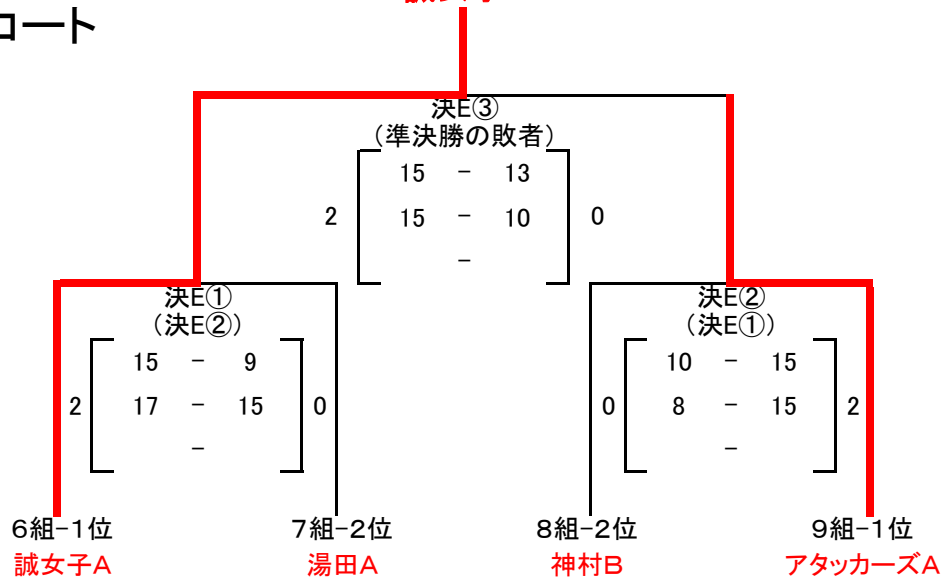 コート
決E③
(準決勝の敗者)
15 - 13
2 15 - 10 0
-
決E① 決E②
(決E②) (決E①)
15 - 9 10 - 15
2 17 - 15 0 0 8 - 15 2
- -
6組-1位 7組-2位 8組-2位 9組-1位
誠女子A 湯田A 神村B アタッカーズA